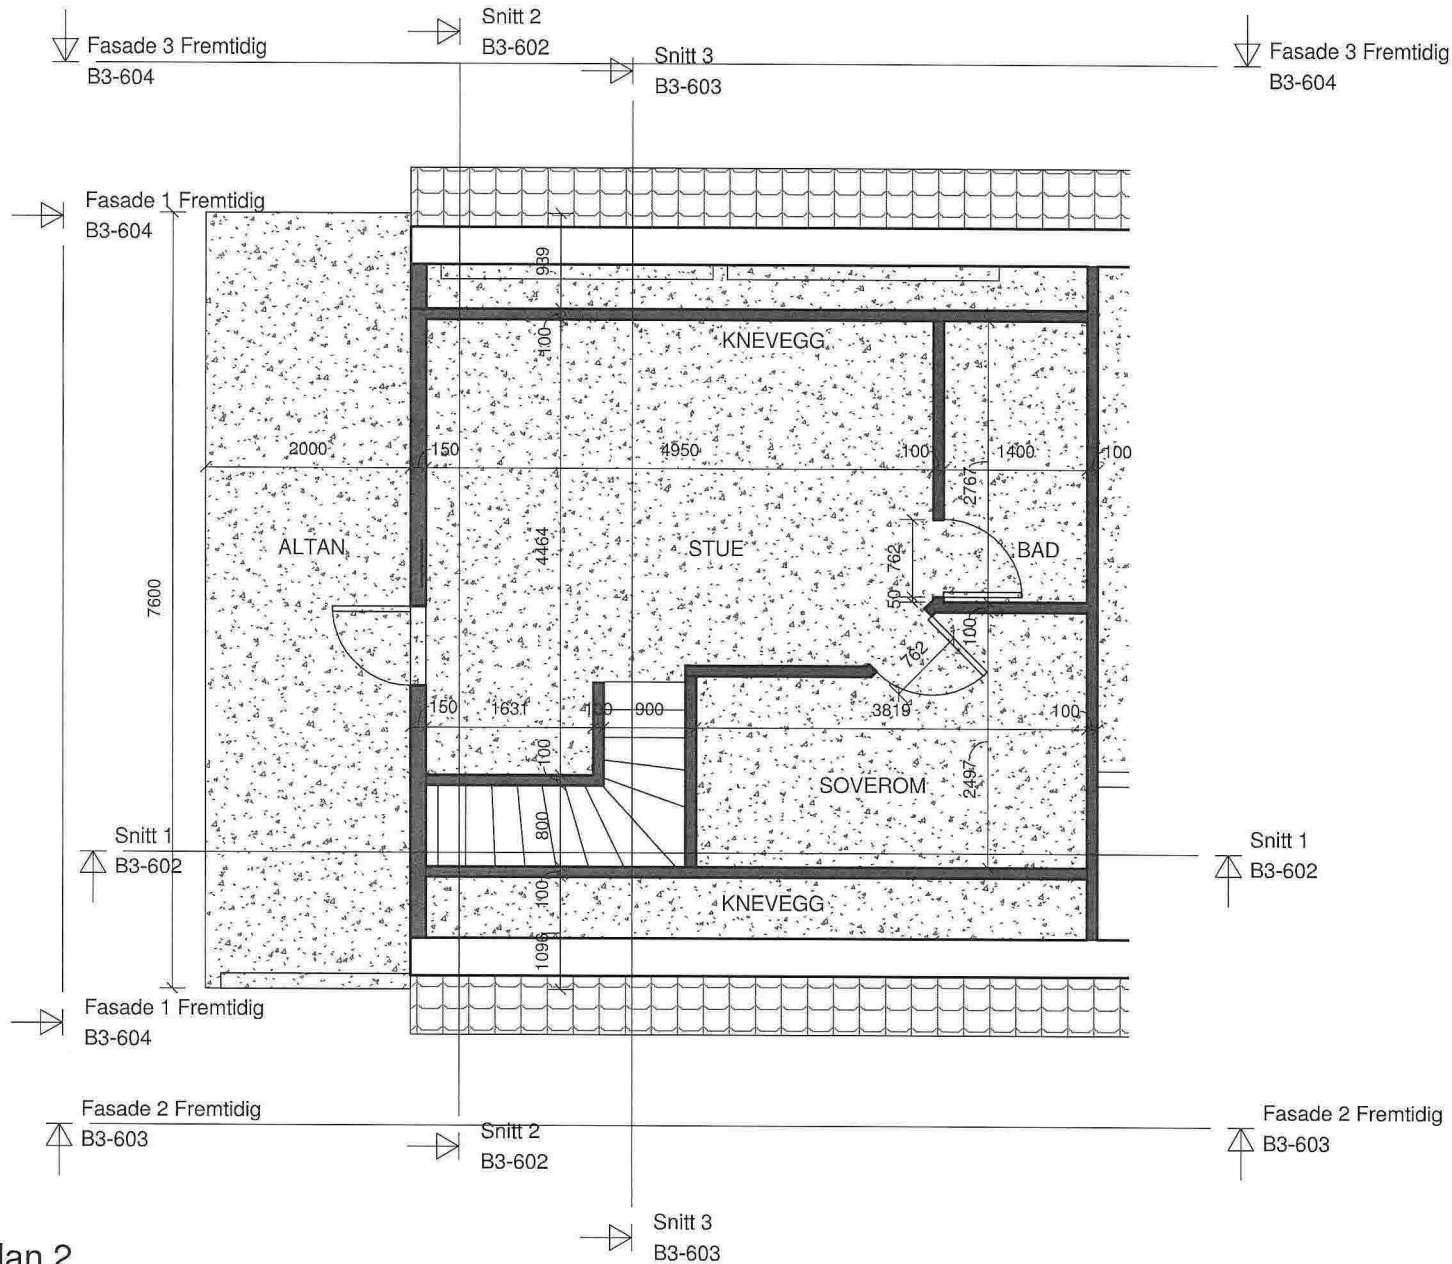 Snitt 2
B3-602
Fasade 3 Fremtidig
B3-604
Snitt 3
B3-603
Fasade 3 Fremtidig
B3-604
Fasade 1 Fremtidig
B3-604
939
100
KNEVEGG
2000
150
4950
100
1400
100
2767
ALTAN
4464
STUE
762
BAD
7600
50
100
762
150
1631
100
900
3819
100
100
SOVEROM
2497
800
Snitt 1
B3-602
Snitt 1
B3-602
100
KNEVEGG
1096
Fasade 1 Fremtidig
B3-604
Fasade 2 Fremtidig
B3-603
Snitt 2
B3-602
Fasade 2 Fremtidig
B3-603
Snitt 3
B3-603
lan 2